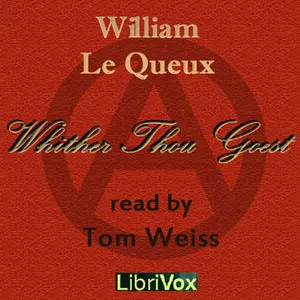 William
Le Queux
Whither Thou Goest
read by
Tom Weiss
LibriVox